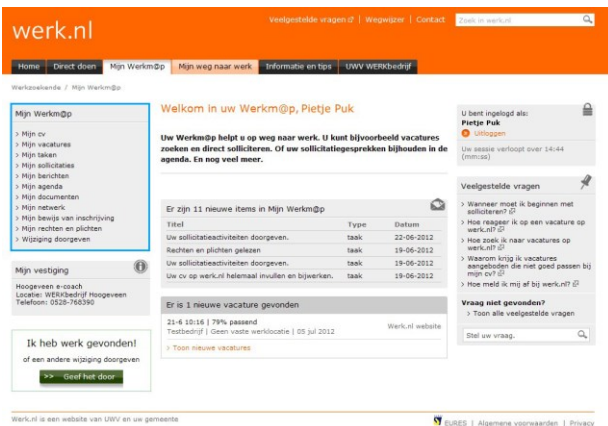 Veelgestelde vragen | Wegwijzer | Contact
Zoek in werk.nl
werk.nl
Home Direct doen Mijn Werkm@p Mijn weg naar werk Informatie en tips UWV WERKbedrijf
Werkzoekende / Mijn Werkm@p
Mijn Werkm@p
> Mijn cv
> Mijn vacatures
> Mijn taken
> Mijn sollicitaties
> Mijn berichten
> Mijn agenda
> Mijn documenten
> Mijn netwerk
> Mijn bewijs van inschrijving
> Mijn rechten en plichten
> Wijziging doorgeven
Mijn vestiging
Hoogeveen e-coach
Locatie: WERKbedrijf Hoogeveen
Telefoon: 0528-768390
Ik heb werk gevonden!
of een andere wijziging doorgeven
>> Geef het door
Welkom in uw Werkm@p, Pietje
Puk
Uw Werkm@p helpt u op weg naar werk. U kunt bijvoorbeeld vacatures
zoeken en direct solliciteren. Of uw sollicitatiegesprekken bijhouden in de
agenda. En nog veel meer.
Er zijn 11 nieuwe items in Mijn Werkm@p
Titel Type Datum
Uw sollicitatieactiviteiten doorgeven. taak 22-06-2012
Rechten en plichten gelezen taak 19-06-2012
Uw sollicitatieactiviteiten doorgeven. taak 19-06-2012
Uw cv op werk.nl helemaal invullen en bijwerken. taak 19-06-2012
Er is 1 nieuwe vacature gevonden
21-6 10:16 | 79% passend
Testbedrijf | Geen vaste werklocatie | 05 jul 2012
Werk.nl website
> Toon nieuwe vacatures
U bent ingelogd als:
Pietje Puk
Uitloggen
Uw sessie verloopt over 14:44
(mm:ss)
Veelgestelde vragen
> Wanneer moet ik beginnen met
solliciteren?
> Hoe reageer ik op een vacature op
werk.nl?
> Hoe zoek ik naar vacatures op
werk.nl?
> Waarom krijg ik vacatures
aangeboden die niet goed passen bij
mijn cv?
> Hoe meld ik mij af bij werk.nl?
Vraag niet gevonden?
> Toon alle veelgestelde vragen
Stel uw vraag.
Werk.nl is een website van UWV en uw gemeente
EURES | Algemene voorwaarden | Privacy